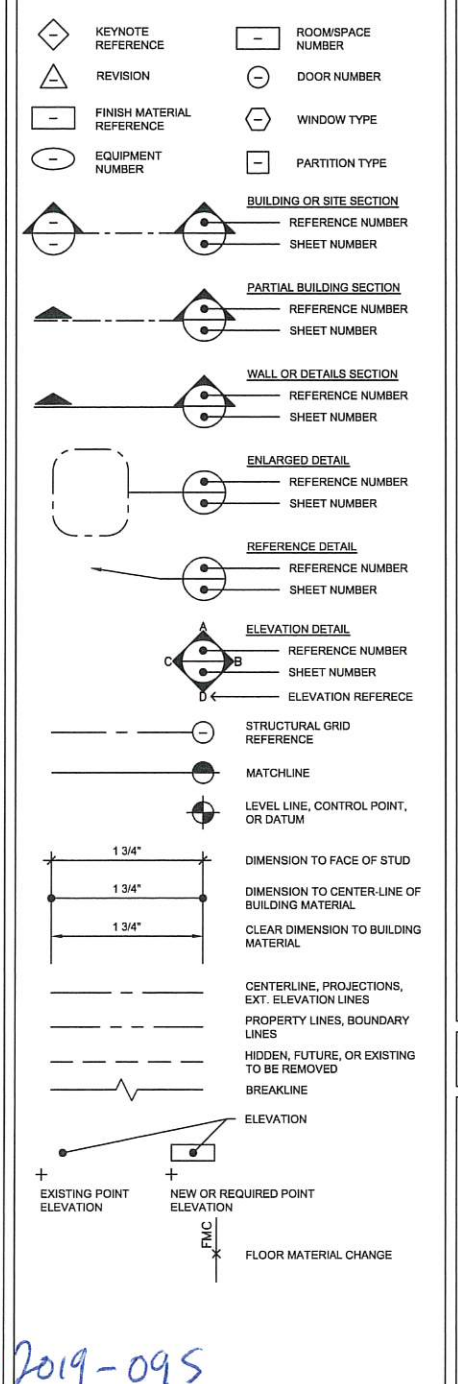 KEYNOTE
REFERENCE
ROOM/SPACE
NUMBER
REVISION
DOOR NUMBER
FINISH MATERIAL
REFERENCE
WINDOW TYPE
EQUIPMENT
NUMBER
PARTITION TYPE
BUILDING OR SITE SECTION
REFERENCE NUMBER
SHEET NUMBER
PARTIAL BUILDING SECTION
REFERENCE NUMBER
SHEET NUMBER
WALL OR DETAILS SECTION
REFERENCE NUMBER
SHEET NUMBER
ENLARGED DETAIL
REFERENCE NUMBER
SHEET NUMBER
REFERENCE DETAIL
REFERENCE NUMBER
SHEET NUMBER
A
ELEVATION DETAIL
REFERENCE NUMBER
C B
SHEET NUMBER
D
ELEVATION REFERECE
STRUCTURAL GRID
REFERENCE
MATCHLINE
LEVEL LINE, CONTROL POINT,
OR DATUM
1 3/4"
DIMENSION TO FACE OF STUD
1 3/4"
DIMENSION TO CENTER-LINE OF
BUILDING MATERIAL
1 3/4"
CLEAR DIMENSION TO BUILDING
MATERIAL
CENTERLINE, PROJECTIONS,
EXT. ELEVATION LINES
PROPERTY LINES, BOUNDARY
LINES
HIDDEN, FUTURE, OR EXISTING
TO BE REMOVED
BREAKLINE
ELEVATION
EXISTING POINT
ELEVATION
NEW OR REQUIRED POINT
ELEVATION
FMC
FLOOR MATERIAL CHANGE
2019-095